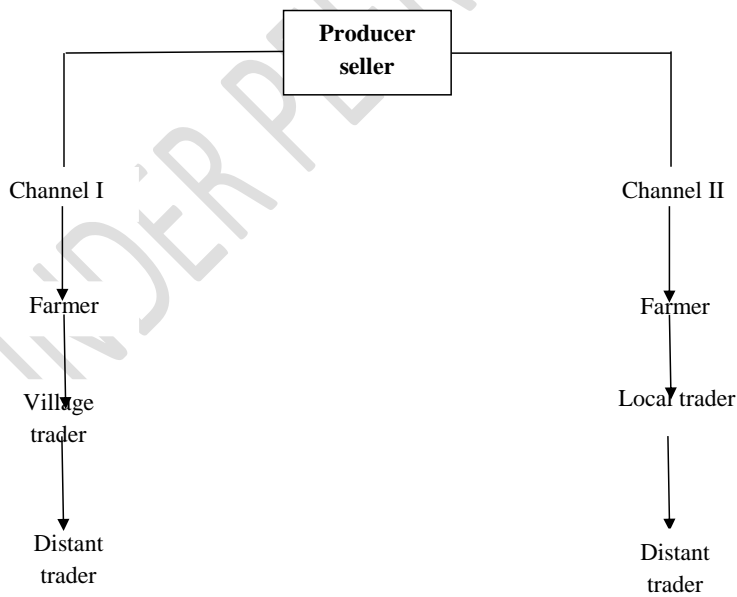 Producer
seller
Channel I
Channel II
Farmer
Farmer
Village
trader
Local trader
Distant
trader
Distant
trader